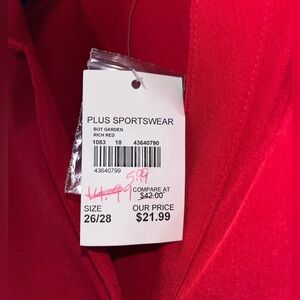 PLUS SPORTSWEAR
BOT GARDEN
RICH RED
1083 18 43640790
43640799
5.99
14.99
COMPARE AT
$42.00
SIZE
OUR PRICE
26/28
$21.99